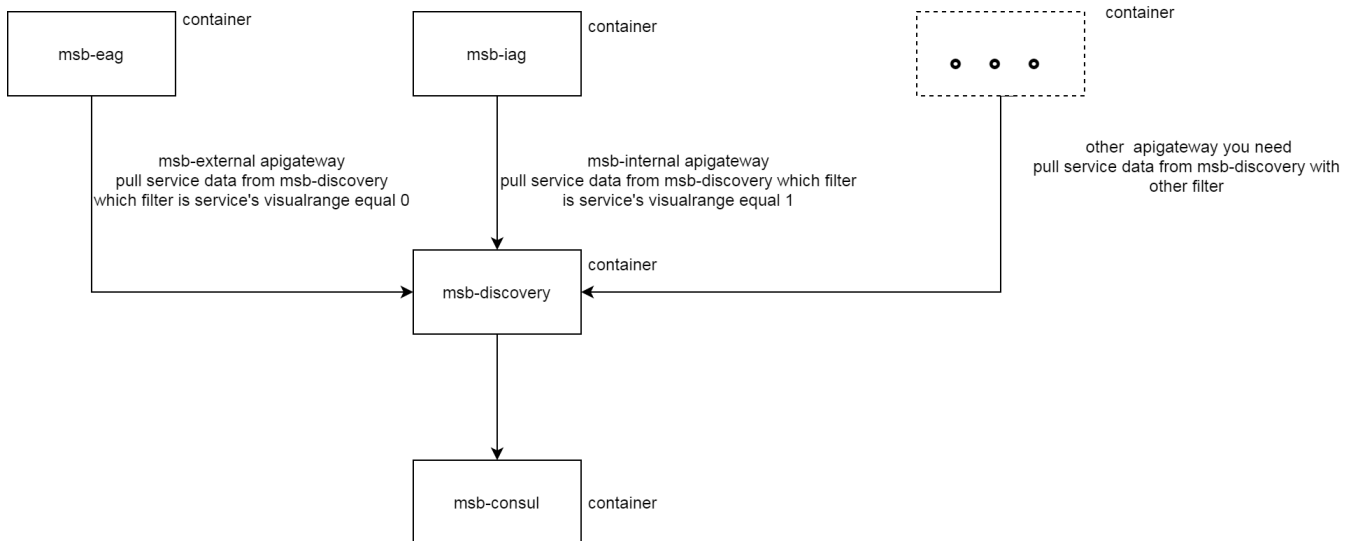 container
msb-eag
container
msb-iag
container
msb-external apigateway
pull service data from msb-discovery
which filter is service's visualrange equal 0
msb-internal apigateway
pull service data from msb-discovery which filter
is service's visualrange equal 1
other  apigateway you need
pull service data from msb-discovery with
other filter
container
msb-discovery
msb-consul
container